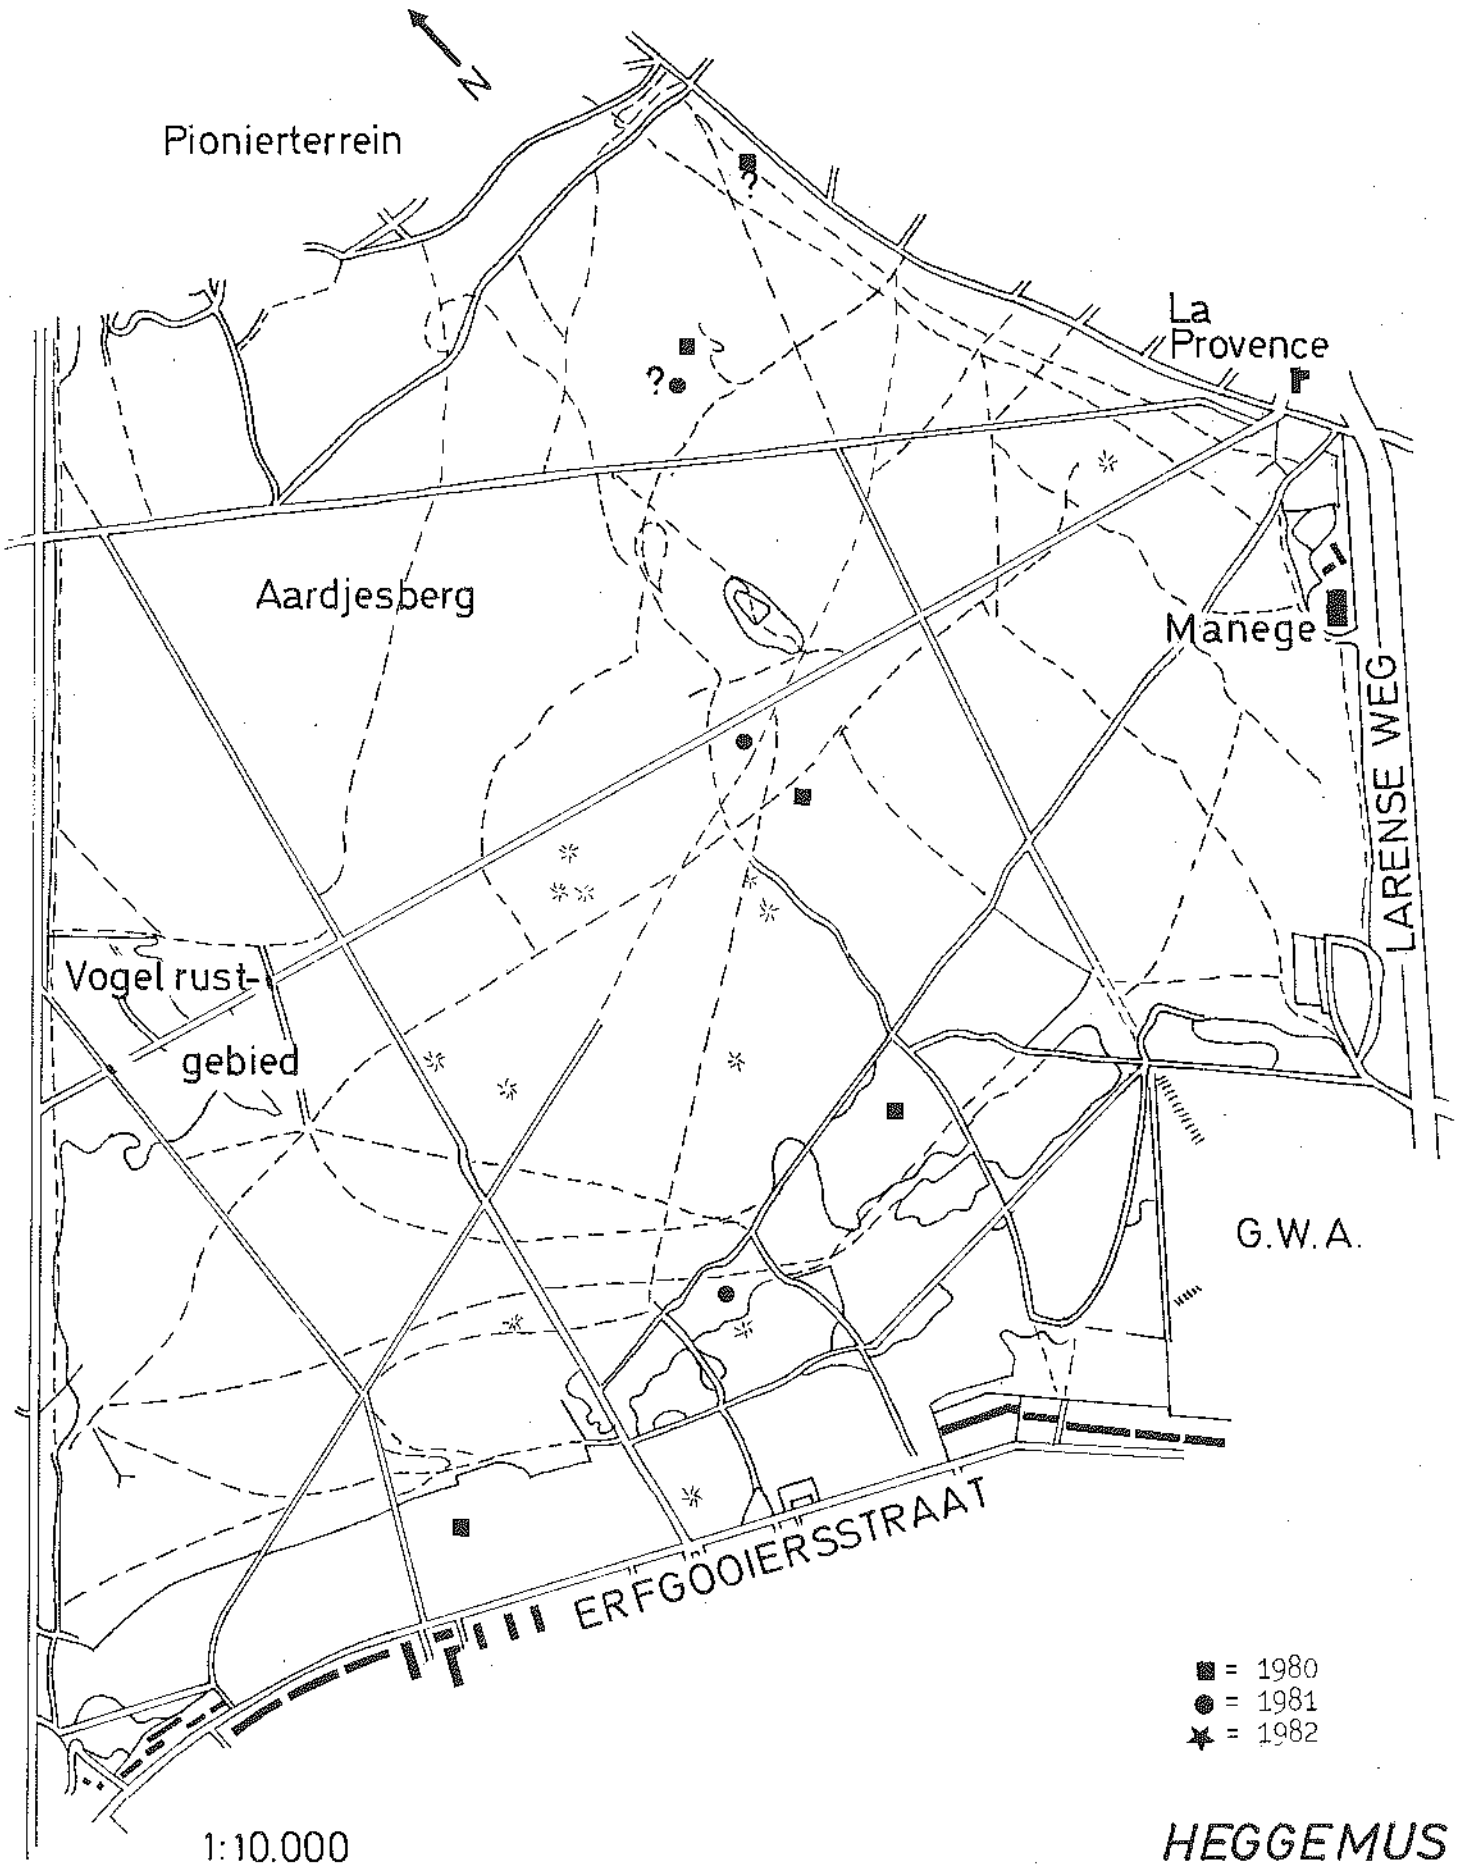 N
Pionierterrein
?
La
Provence
?
Aardjesberg
Manege
LARENSE WEG
Vogel rust-
gebied
G.W.A.
ERFGOOIERSSTRAAT
■ = 1980
● = 1981
★ = 1982
1:10.000
HEGGEMUS